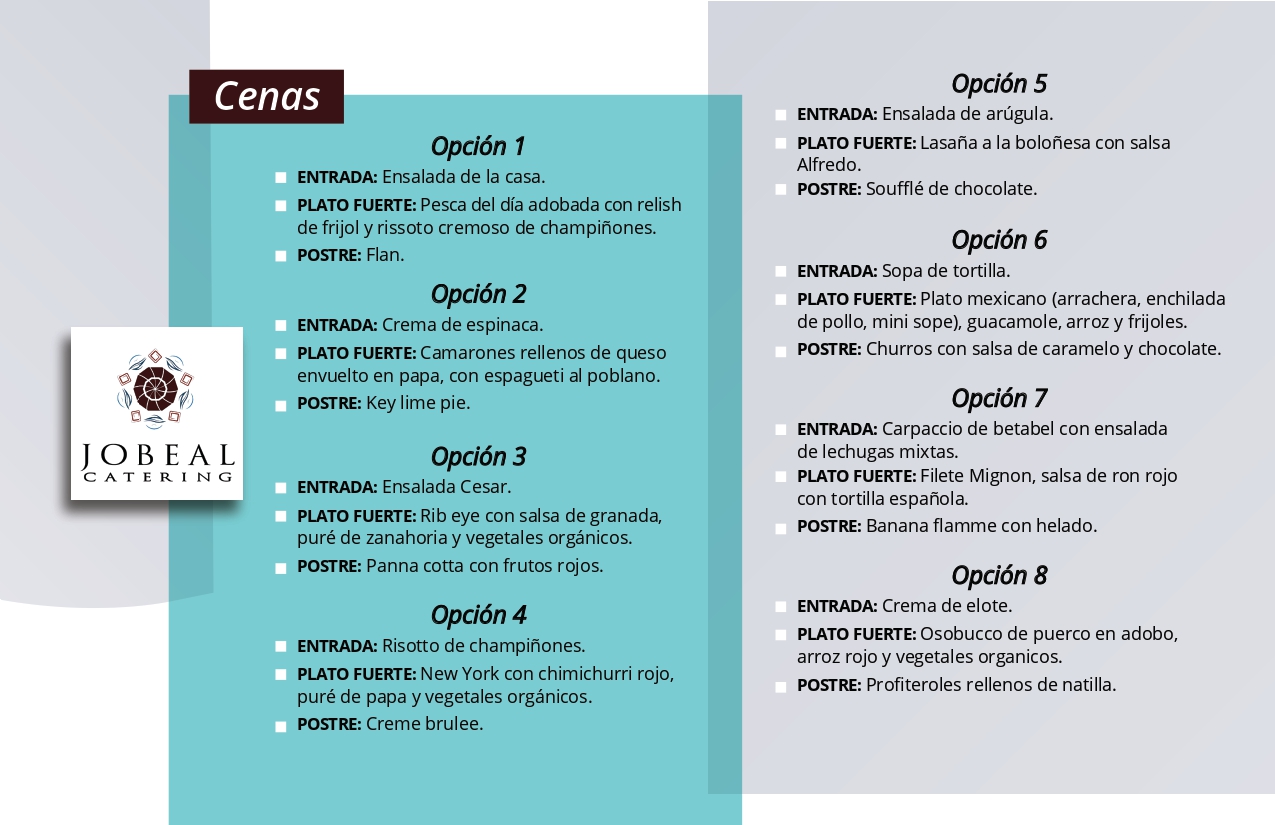 Cenas
Opción 1
ENTRADA: Ensalada de la casa.
PLATO FUERTE: Pesca del día adobada con relish
de frijol y rissoto cremoso de champiñones.
POSTRE: Flan.
Opción 2
ENTRADA: Crema de espinaca.
PLATO FUERTE: Camarones rellenos de queso
envuelto en papa, con espagueti al poblano.
POSTRE: Key lime pie.
Opción 3
ENTRADA: Ensalada Cesar.
PLATO FUERTE: Rib eye con salsa de granada,
puré de zanahoria y vegetales orgánicos.
POSTRE: Panna cotta con frutos rojos.
Opción 4
ENTRADA: Risotto de champiñones.
PLATO FUERTE: New York con chimichurri rojo,
puré de papa y vegetales orgánicos.
POSTRE: Creme brulee.
JOBEAL
CATERING
Opción 5
ENTRADA: Ensalada de arúgula.
PLATO FUERTE: Lasaña a la boloñesa con salsa
Alfredo.
POSTRE: Soufflé de chocolate.
Opción 6
ENTRADA: Sopa de tortilla.
PLATO FUERTE: Plato mexicano (arrachera, enchilada
de pollo, mini sope), guacamole, arroz y frijoles.
POSTRE: Churros con salsa de caramelo y chocolate.
Opción 7
ENTRADA: Carpaccio de betabel con ensalada
de lechugas mixtas.
PLATO FUERTE: Filete Mignon, salsa de ron rojo
con tortilla española.
POSTRE: Banana flamme con helado.
Opción 8
ENTRADA: Crema de elote.
PLATO FUERTE: Osobucco de puerco en adobo,
arroz rojo y vegetales organicos.
POSTRE: Profiteroles rellenos de natilla.